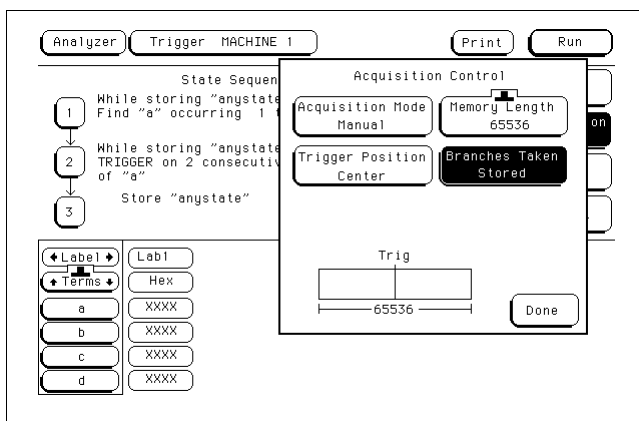 Analyzer
Trigger MACHINE 1
Print
Run
State Sequen
1
While storing "anystate
Find "a" occurring 1 t
2
While storing "anystate
TRIGGER on 2 consecutiv
of "a"
3
Store "anystate"
on
Acquisition Control
Acquisition Mode
Manual
Memory Length
65536
Trigger Position
Center
Branches Taken
Stored
Trig
65536
Done
Label
Lab1
Terms
Hex
a
XXXX
b
XXXX
c
XXXX
d
XXXX